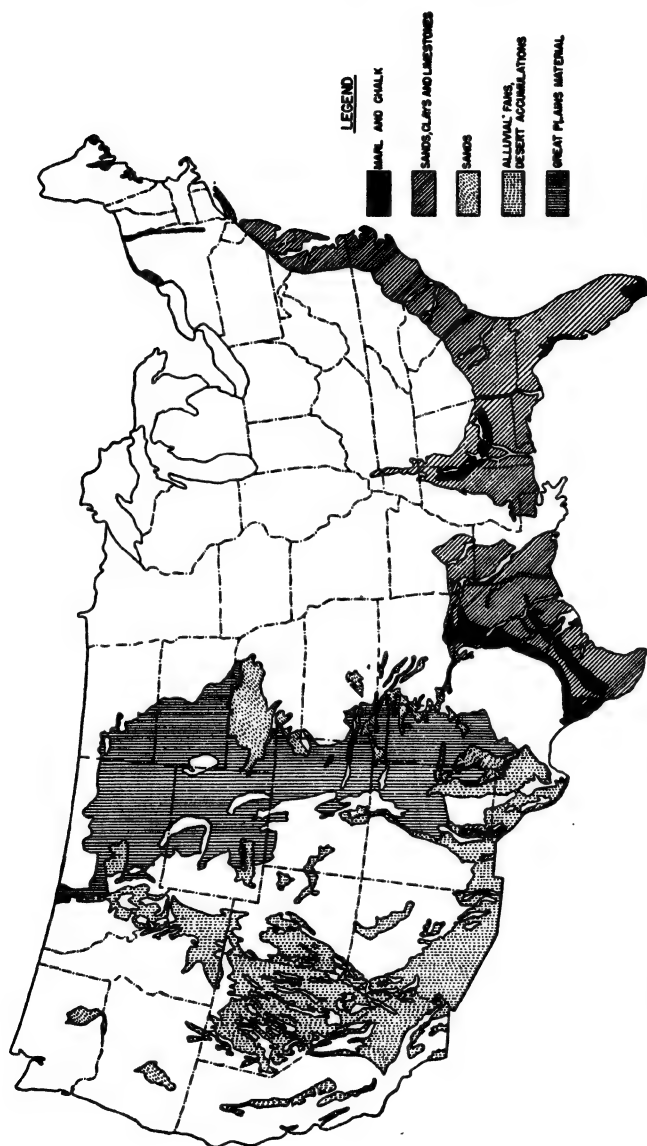 LEGEND
MARL AND CHALK
SANDS, CLAYS AND LIMESTONES
SANDS
ALLUVIAL FANS,
DESERT ACCUMULATIONS
GREAT PLAINS MATERIAL